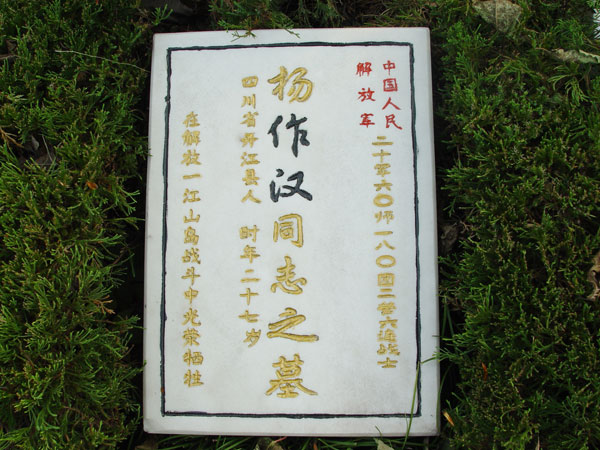 中国人民
解放军
二十军六〇师一八〇团二营六连战士
杨作汉同志之墓
四川省开江县人 时年二十七岁
在解放一江山岛战斗中光荣牺牲